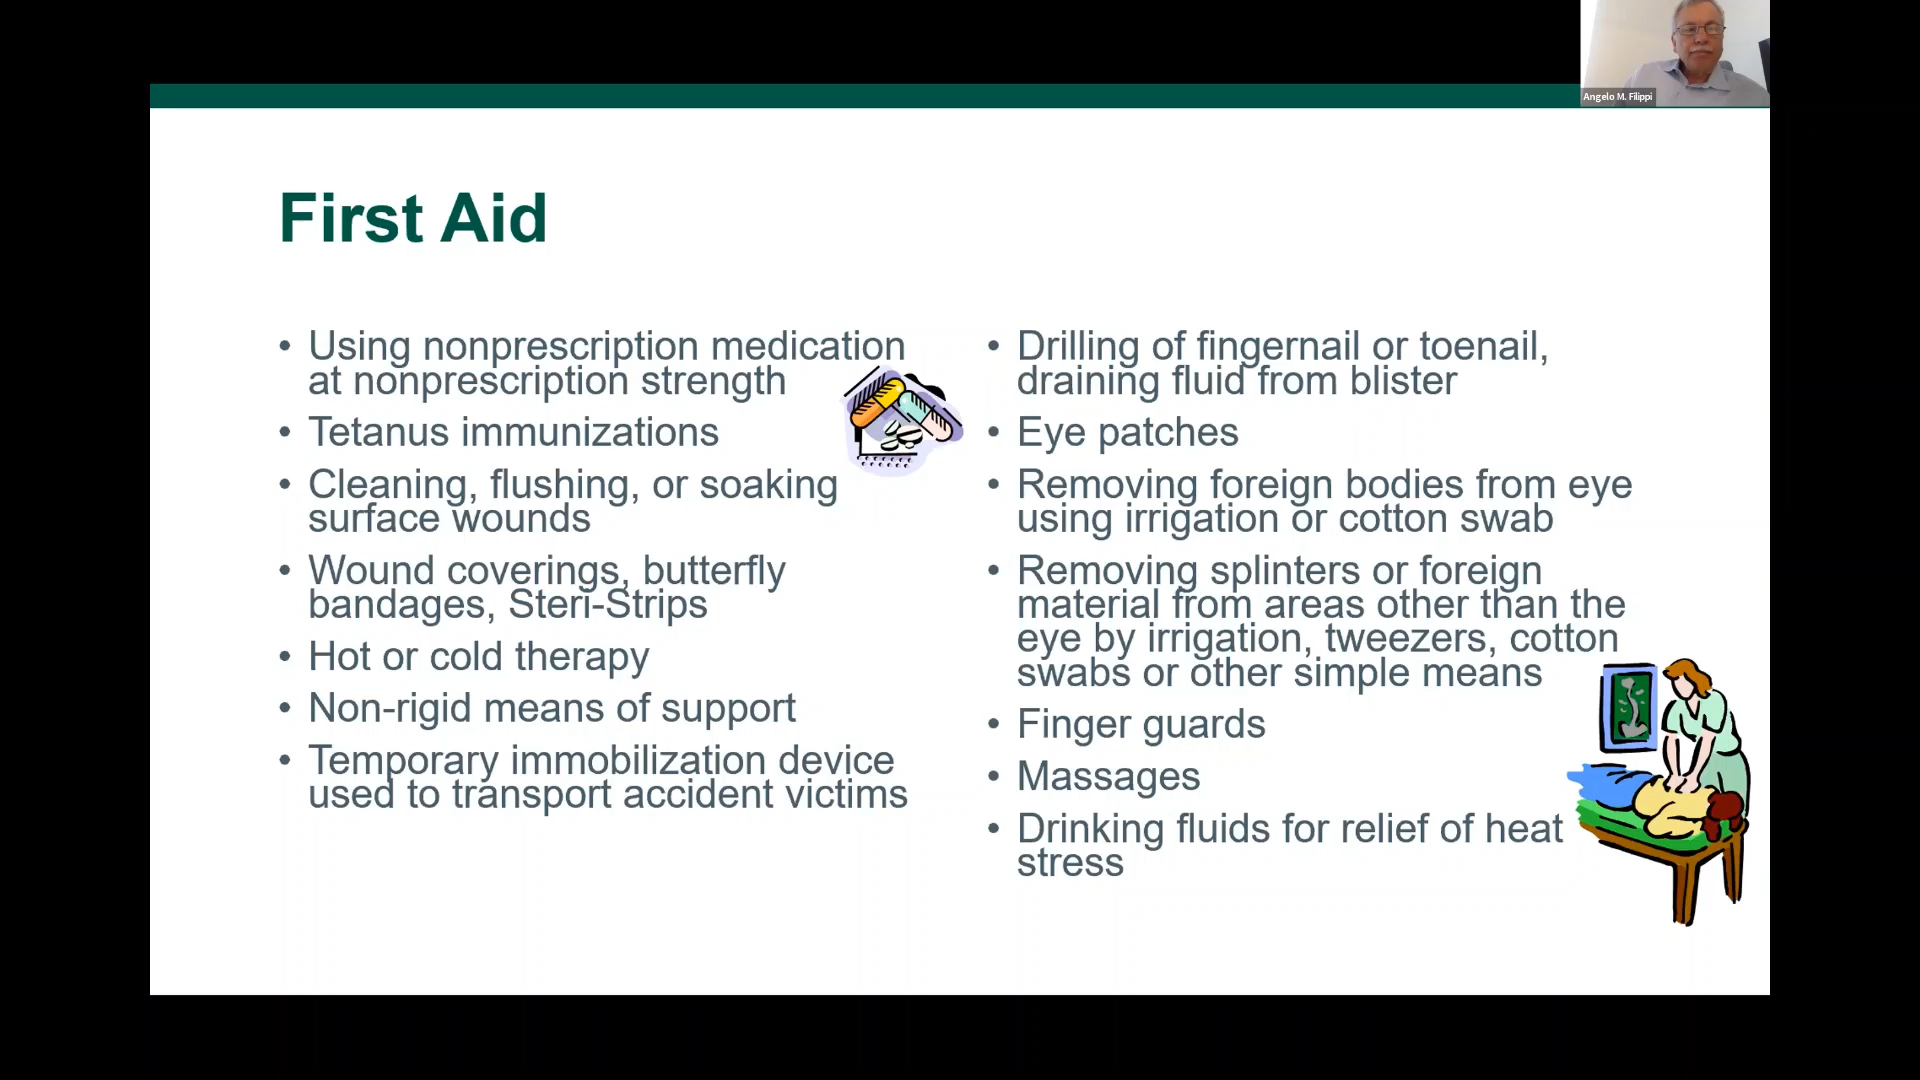 Angelo M. Filippi
First Aid
• Using nonprescription medication
at nonprescription strength
• Tetanus immunizations
• Cleaning, flushing, or soaking
surface wounds
• Wound coverings, butterfly
bandages, Steri-Strips
• Hot or cold therapy
• Non-rigid means of support
• Temporary immobilization device
used to transport accident victims
• Drilling of fingernail or toenail,
draining fluid from blister
• Eye patches
• Removing foreign bodies from eye
using irrigation or cotton swab
• Removing splinters or foreign
material from areas other than the
eye by irrigation, tweezers, cotton
swabs or other simple means
• Finger guards
• Massages
• Drinking fluids for relief of heat
stress